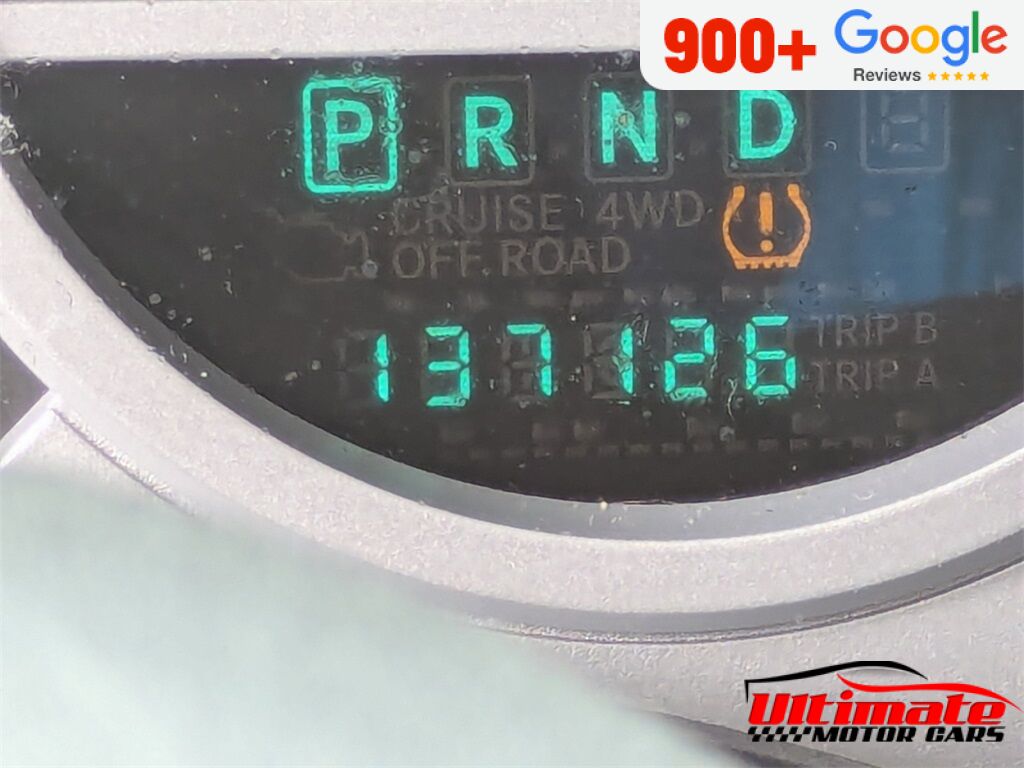 900+ Google
Reviews
P R N D
CRUISE 4WD
OFF ROAD
137126
TRIP B
TRIP A
Ultimate
MOTOR CARS